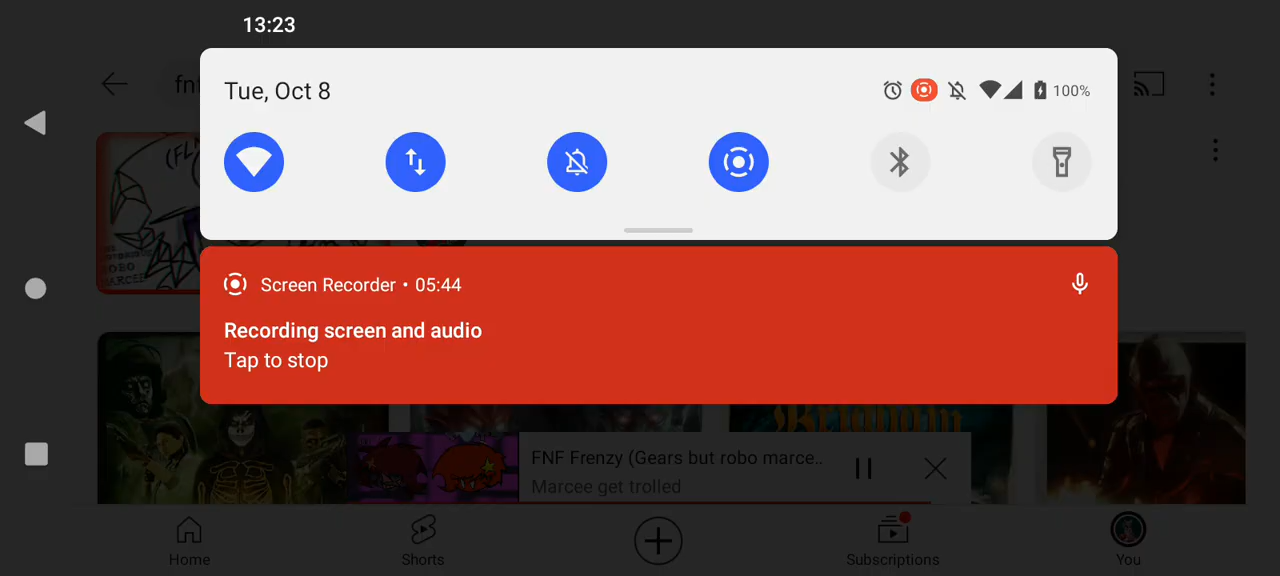 13:23
fnf
Tue, Oct 8
100%
Screen Recorder • 05:44
Recording screen and audio
Tap to stop
FNF Frenzy (Gears but robo marce..
Marcee get trolled
Home
Shorts
Subscriptions
You